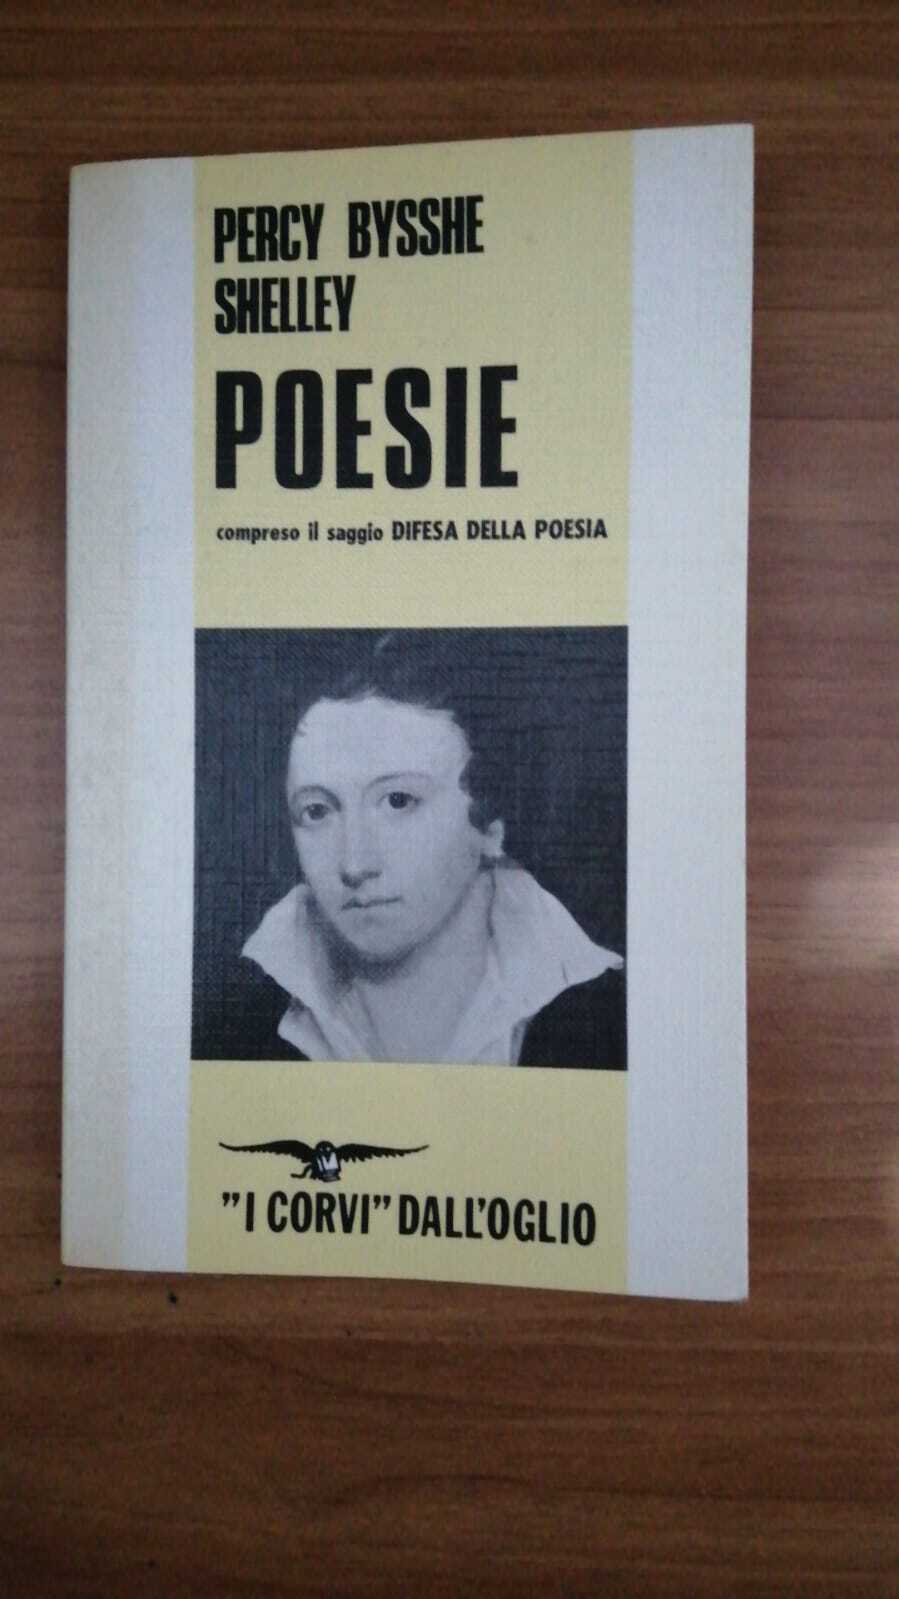 PERCY BYSSHE
SHELLEY
POESIE
compreso il saggio DIFESA DELLA POESIA
"I CORVI" DALL'OGLIO